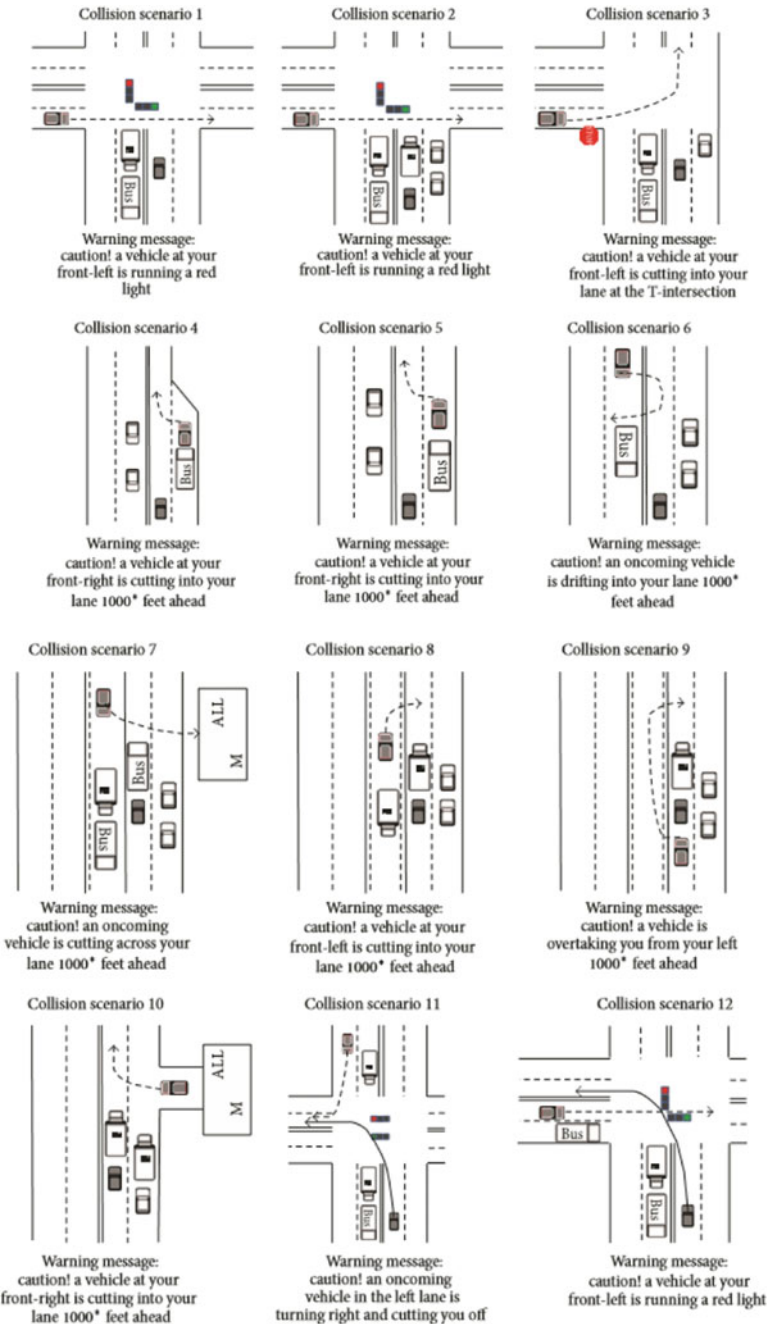 Collision scenario 1
Bus
Warning message:
caution! a vehicle at your
front-left is running a red
light
Collision scenario 2
Bus
Warning message:
caution! a vehicle at your
front-left is running a red light
Collision scenario 3
Bus
Warning message:
caution! a vehicle at your
front-left is cutting into your
lane at the T-intersection
Collision scenario 4
Bus
Warning message:
caution! a vehicle at your
front-right is cutting into your
lane 1000* feet ahead
Collision scenario 5
Bus
Warning message:
caution! a vehicle at your
front-right is cutting into your
lane 1000* feet ahead
Collision scenario 6
Bus
Warning message:
caution! an oncoming vehicle
is drifting into your lane 1000*
feet ahead
Collision scenario 7
M ALL
Bus
Bus
Warning message:
caution! an oncoming
vehicle is cutting across your
lane 1000* feet ahead
Collision scenario 8
Warning message:
caution! a vehicle at your
front-left is cutting into your
lane 1000* feet ahead
Collision scenario 9
Warning message:
caution! a vehicle is
overtaking you from your left
1000* feet ahead
Collision scenario 10
M ALL
Warning message:
caution! a vehicle at your
front-right is cutting into your
lane 1000* feet ahead
Collision scenario 11
Bus
Warning message:
caution! an oncoming
vehicle in the left lane is
turning right and cutting you off
Collision scenario 12
Bus
Bus
Warning message:
caution! a vehicle at your
front-left is running a red light